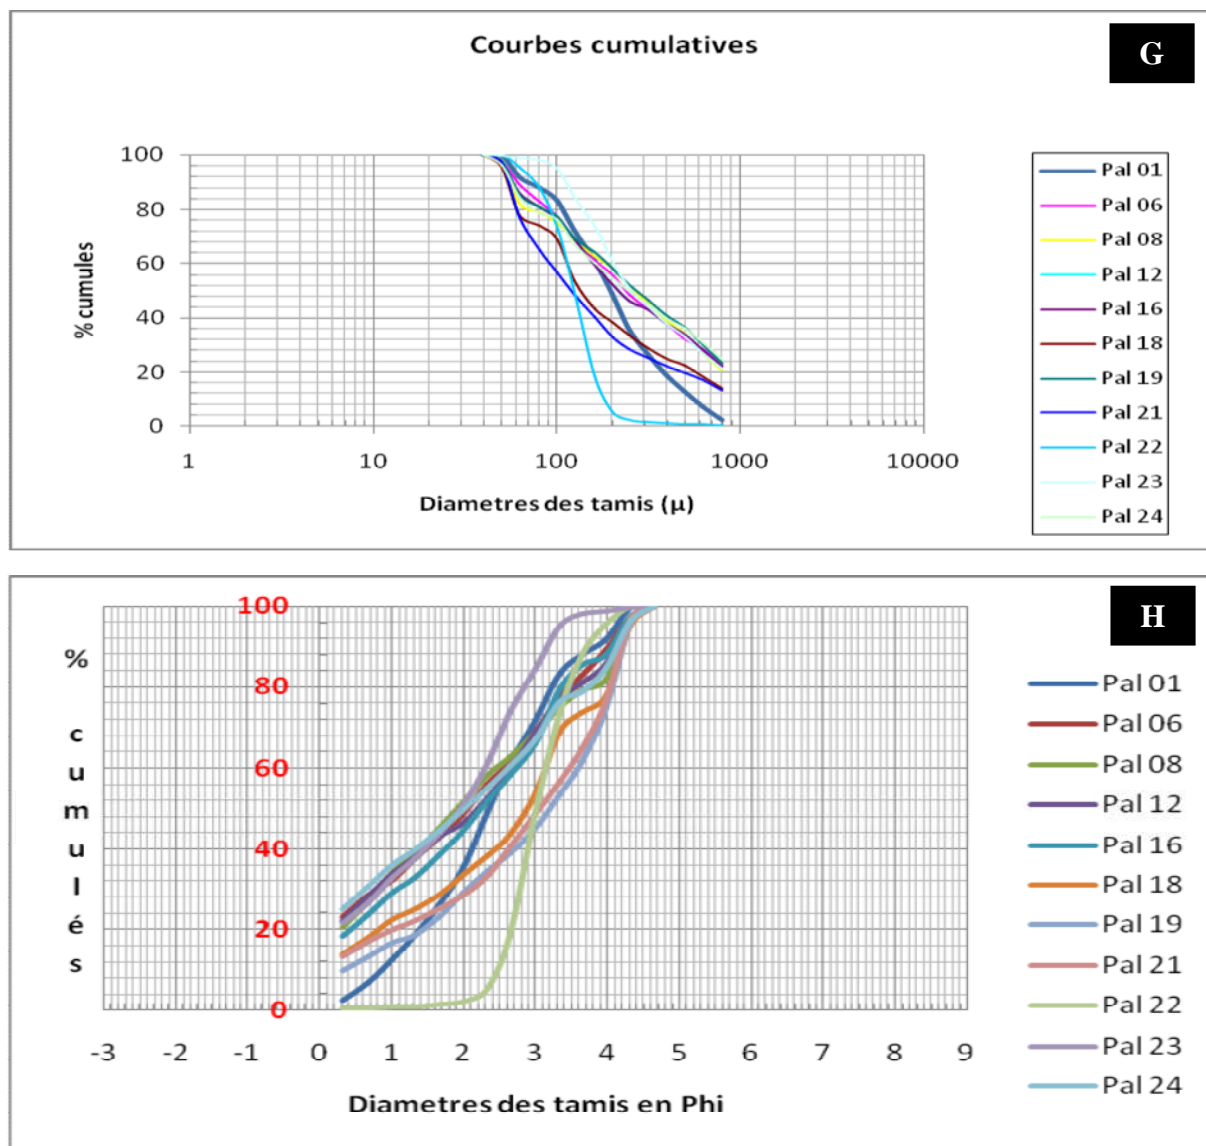 Courbes cumulatives
G
100
80
60
40
20
0
% cumules
1
10
100
1000
10000
Diametres des tamis (µ)
Pal 01
Pal 06
Pal 08
Pal 12
Pal 16
Pal 18
Pal 19
Pal 21
Pal 22
Pal 23
Pal 24
H
100
80
60
40
20
0
% cumulés
-3
-2
-1
0
1
2
3
4
5
6
7
8
9
Diametres des tamis en Phi
Pal 01
Pal 06
Pal 08
Pal 12
Pal 16
Pal 18
Pal 19
Pal 21
Pal 22
Pal 23
Pal 24